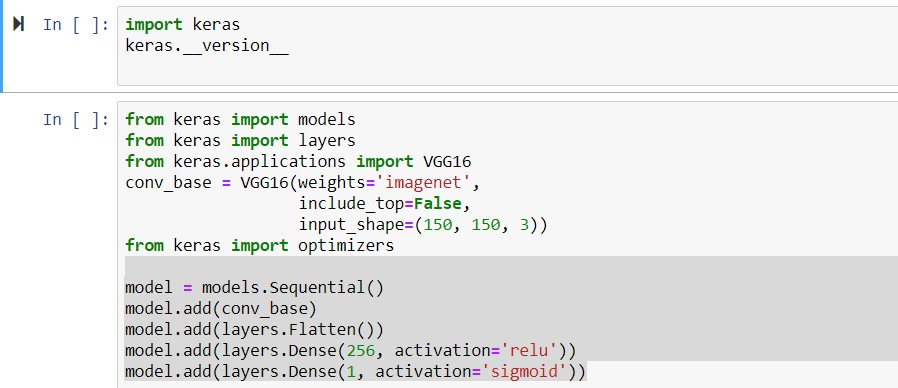 In [ ]: import keras
keras.__version__
In [ ]: from keras import models
from keras import layers
from keras.applications import VGG16
conv_base = VGG16(weights='imagenet',
                  include_top=False,
                  input_shape=(150, 150, 3))
from keras import optimizers
model = models.Sequential()
model.add(conv_base)
model.add(layers.Flatten())
model.add(layers.Dense(256, activation='relu'))
model.add(layers.Dense(1, activation='sigmoid'))